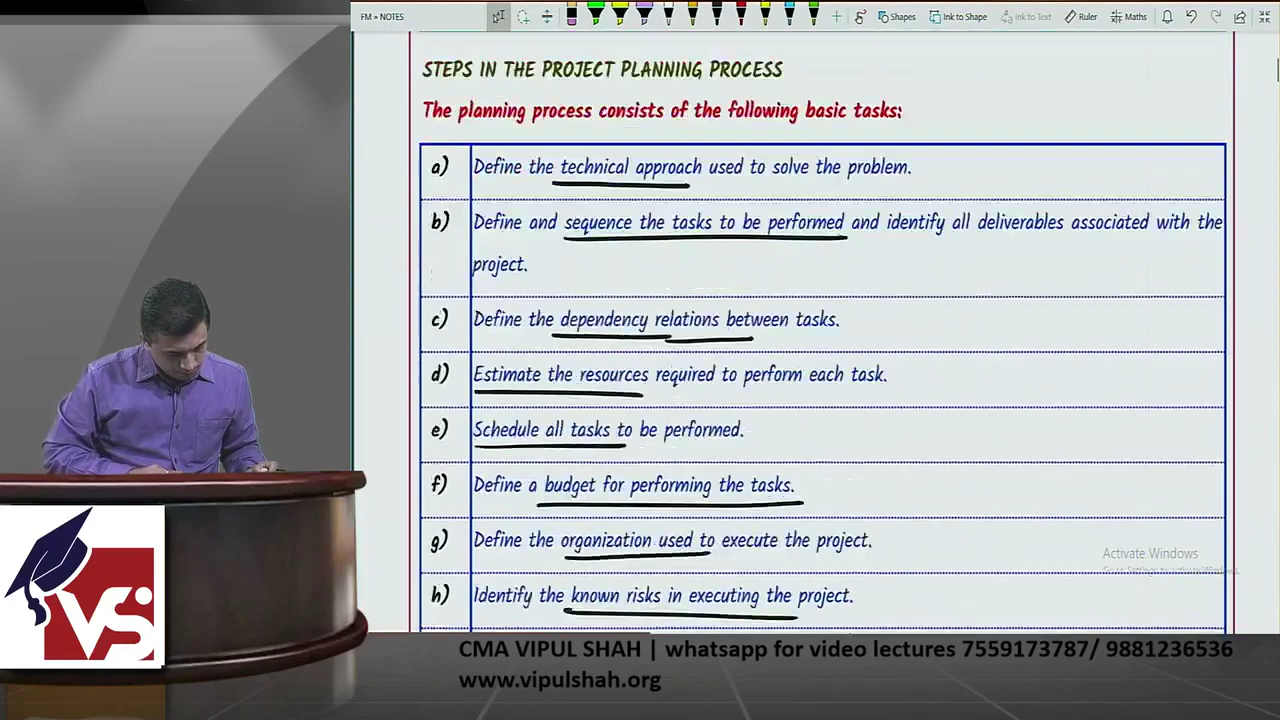 FM » NOTES
Shapes
Ink to Shape
Ink to Text
Ruler
Maths
STEPS IN THE PROJECT PLANNING PROCESS
The planning process consists of the following basic tasks:
a) Define the technical approach used to solve the problem.
b) Define and sequence the tasks to be performed and identify all deliverables associated with the
project.
c) Define the dependency relations between tasks.
d) Estimate the resources required to perform each task.
e) Schedule all tasks to be performed.
f) Define a budget for performing the tasks.
g) Define the organization used to execute the project.
h) Identify the known risks in executing the project.
Activate Windows
VS
CMA VIPUL SHAH | whatsapp for video lectures 7559173787/ 9881236536
www.vipulshah.org